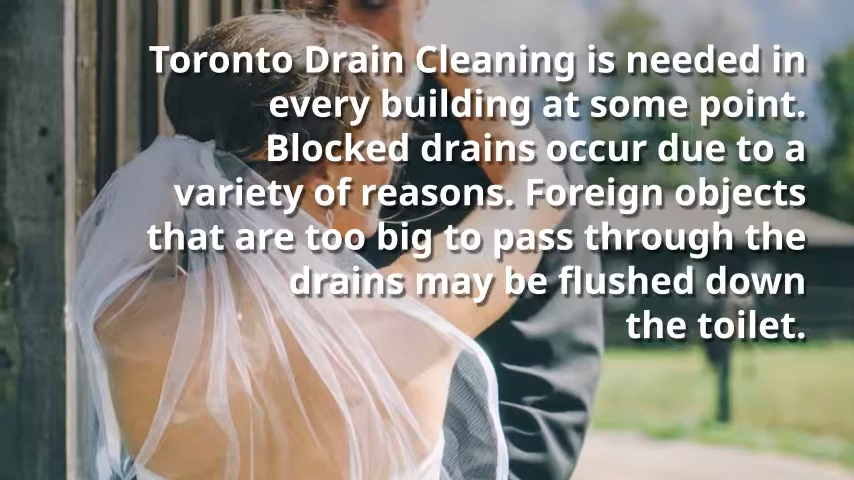 Toronto Drain Cleaning is needed in
every building at some point.
Blocked drains occur due to a
variety of reasons. Foreign objects
that are too big to pass through the
drains may be flushed down
the toilet.